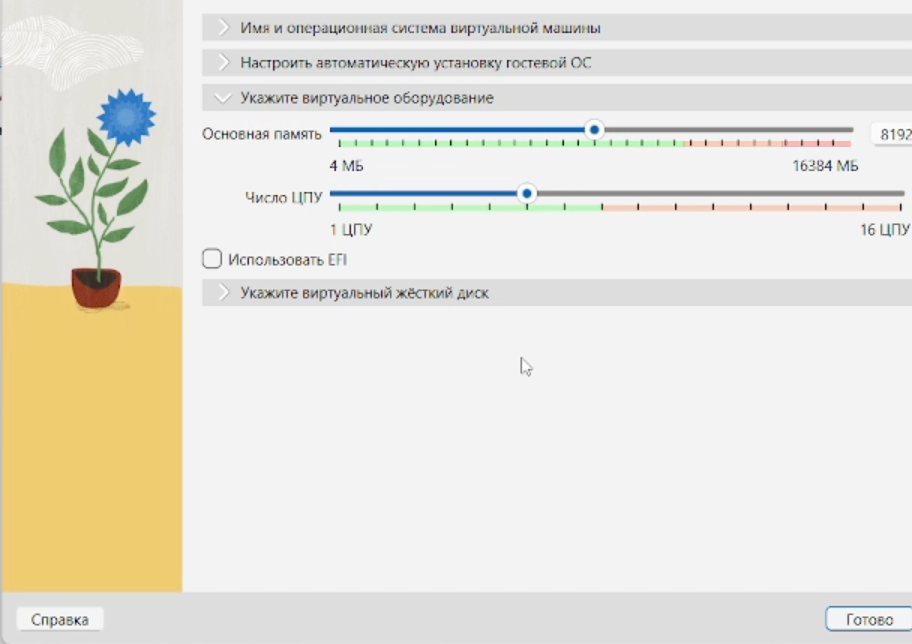 Имя и операционная система виртуальной машины
Настроить автоматическую установку гостевой ОС
Укажите виртуальное оборудование
Основная память 8192
4 МБ 16384 МБ
Число ЦПУ
1 ЦПУ 16 ЦПУ
Использовать EFI
Укажите виртуальный жёсткий диск
Справка Готово